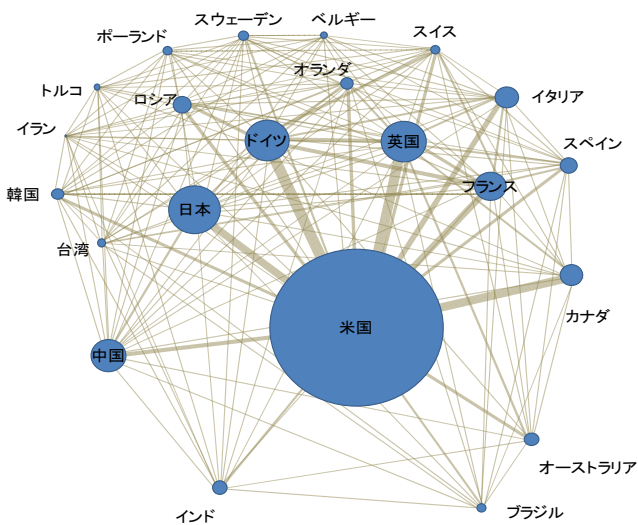 スウェーデン
ベルギー
ポーランド
スイス
オランダ
トルコ
ロシア
イタリア
イラン
ドイツ
英国
スペイン
韓国
日本
フランス
台湾
カナダ
米国
中国
オーストラリア
インド
ブラジル